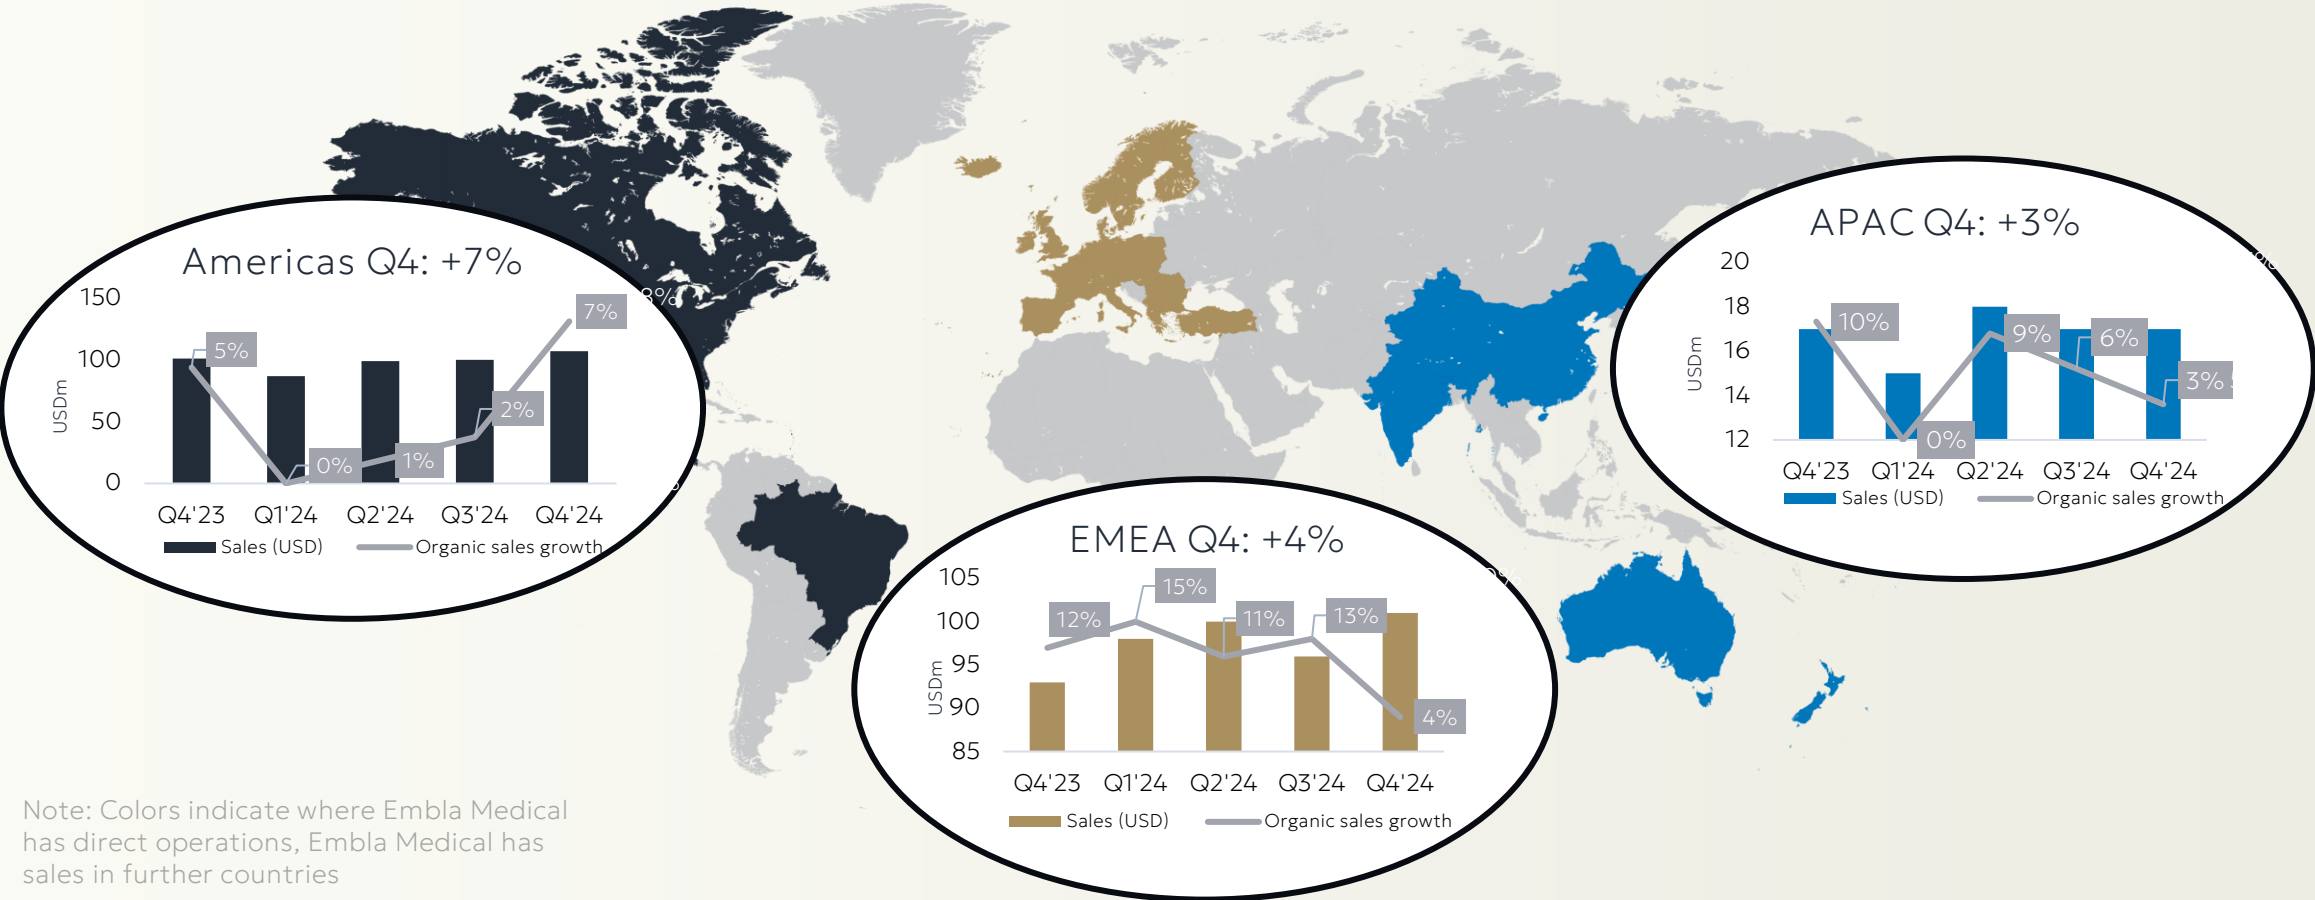 Americas Q4: +7%
150
100
50
0
USDm
5%
0%
1%
2%
7%
8%
Q4'23 Q1'24 Q2'24 Q3'24 Q4'24
Sales (USD) Organic sales growth
EMEA Q4: +4%
105
100
95
90
85
USDm
12%
15%
11%
13%
4%
Q4'23 Q1'24 Q2'24 Q3'24 Q4'24
Sales (USD) Organic sales growth
APAC Q4: +3%
20
18
16
14
12
USDm
10%
0%
9%
6%
3%
Q4'23 Q1'24 Q2'24 Q3'24 Q4'24
Sales (USD) Organic sales growth
Note: Colors indicate where Embla Medical
has direct operations, Embla Medical has
sales in further countries